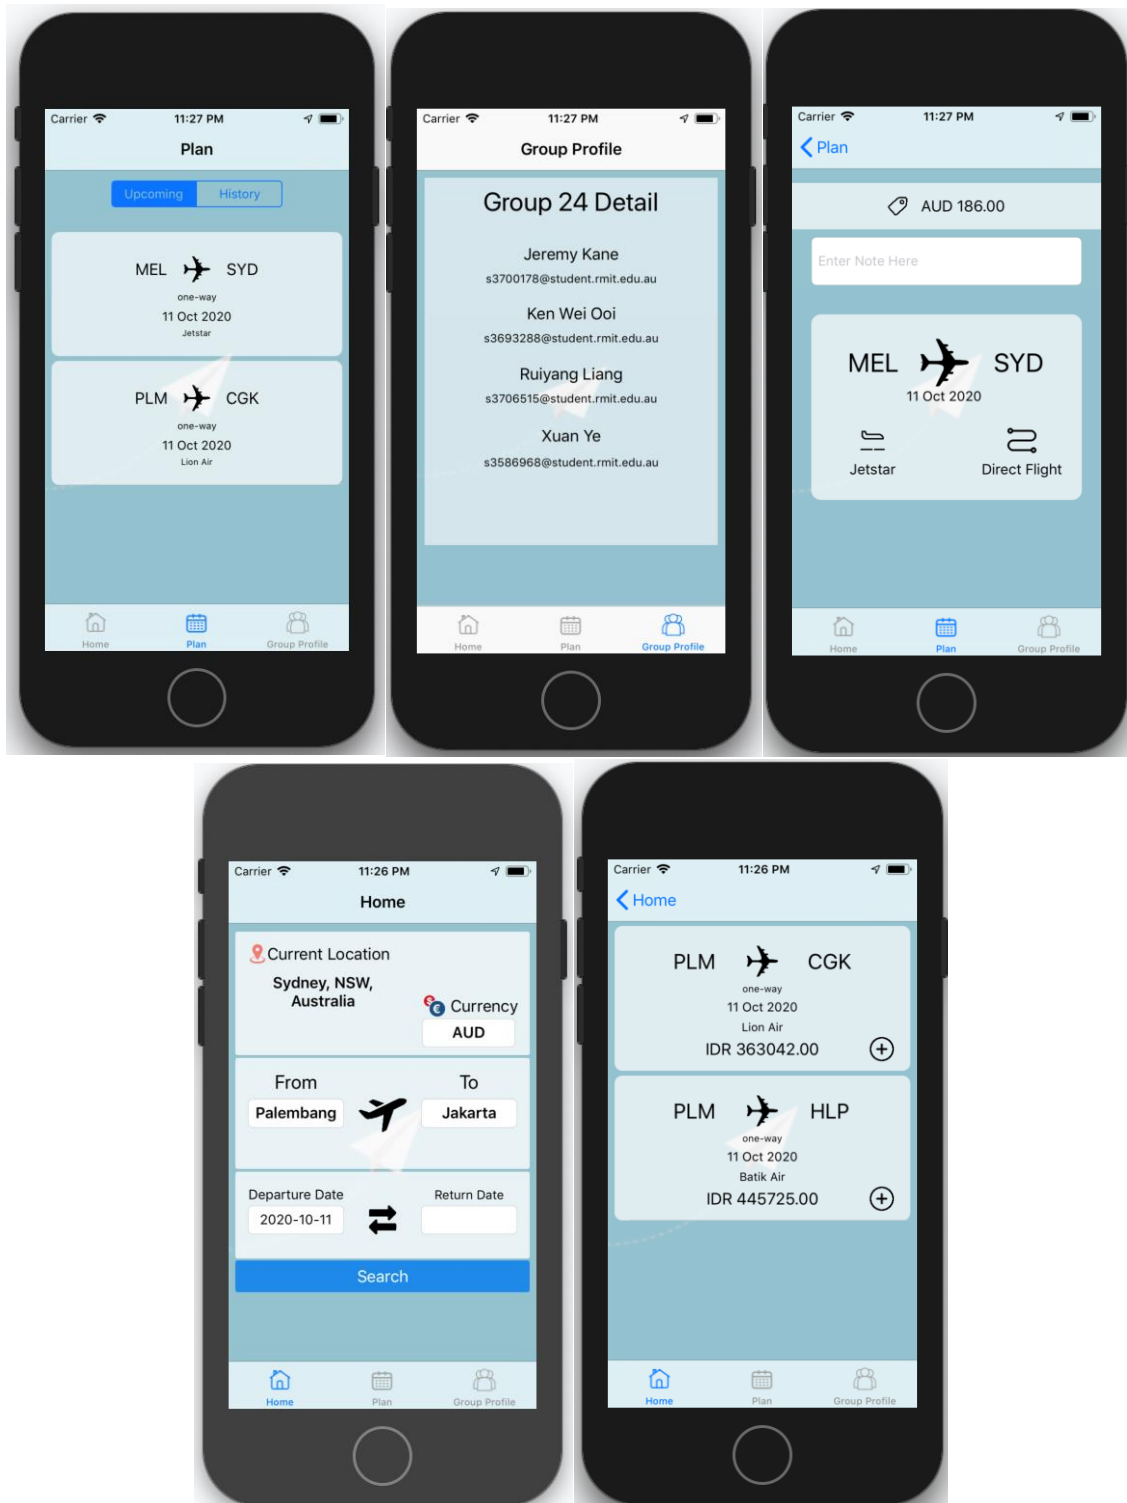 Carrier 11:27 PM
Plan
Upcoming History
MEL SYD
one-way
11 Oct 2020
Jetstar
PLM CGK
one-way
11 Oct 2020
Lion Air
Home Plan Group Profile
Carrier 11:27 PM
Group Profile
Group 24 Detail
Jeremy Kane
s3700178@student.rmit.edu.au
Ken Wei Ooi
s3693288@student.rmit.edu.au
Ruiyang Liang
s3706515@student.rmit.edu.au
Xuan Ye
s3586968@student.rmit.edu.au
Home Plan Group Profile
Carrier 11:27 PM
Plan
AUD 186.00
Enter Note Here
MEL SYD
11 Oct 2020
Jetstar Direct Flight
Home Plan Group Profile
Carrier 11:26 PM
Home
Current Location
Sydney, NSW,
Australia
Currency
AUD
From To
Palembang Jakarta
Departure Date Return Date
2020-10-11
Search
Home Plan Group Profile
Carrier 11:26 PM
Home
PLM CGK
one-way
11 Oct 2020
Lion Air
IDR 363042.00
PLM HLP
one-way
11 Oct 2020
Batik Air
IDR 445725.00
Home Plan Group Profile